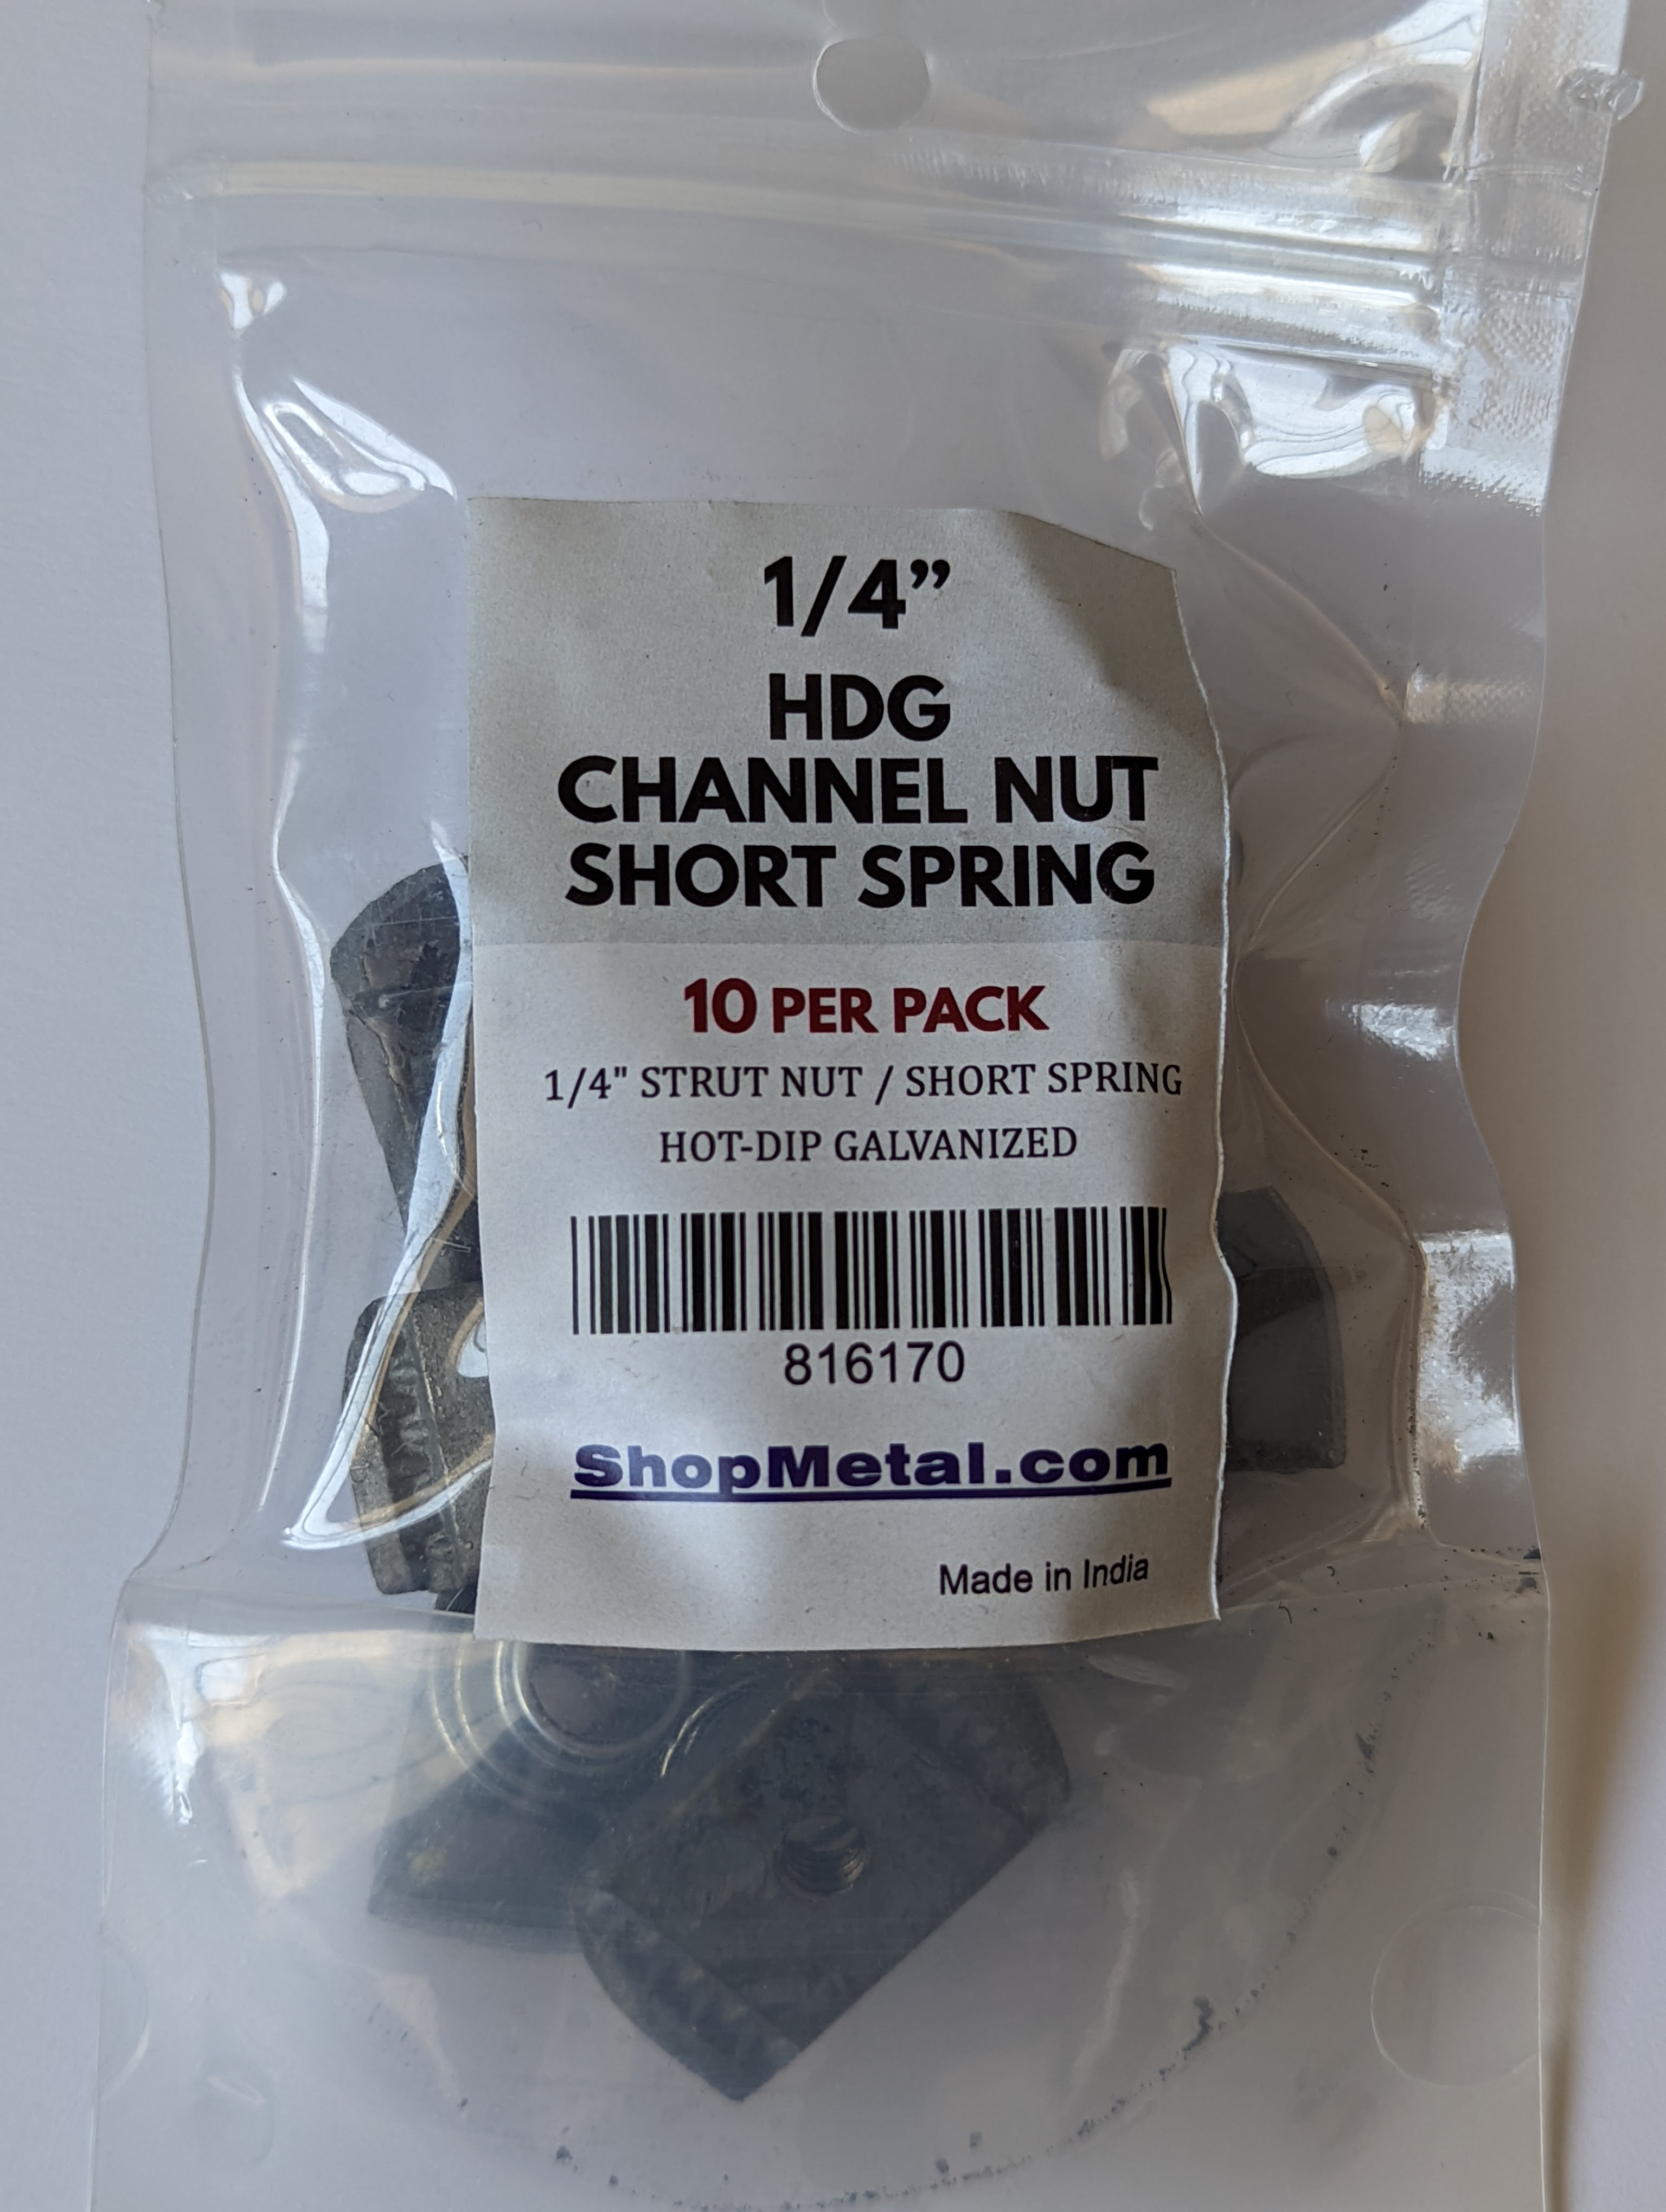 1/4”
HDG
CHANNEL NUT
SHORT SPRING
10 PER PACK
1/4" STRUT NUT / SHORT SPRING
HOT-DIP GALVANIZED
816170
ShopMetal.com
Made in India